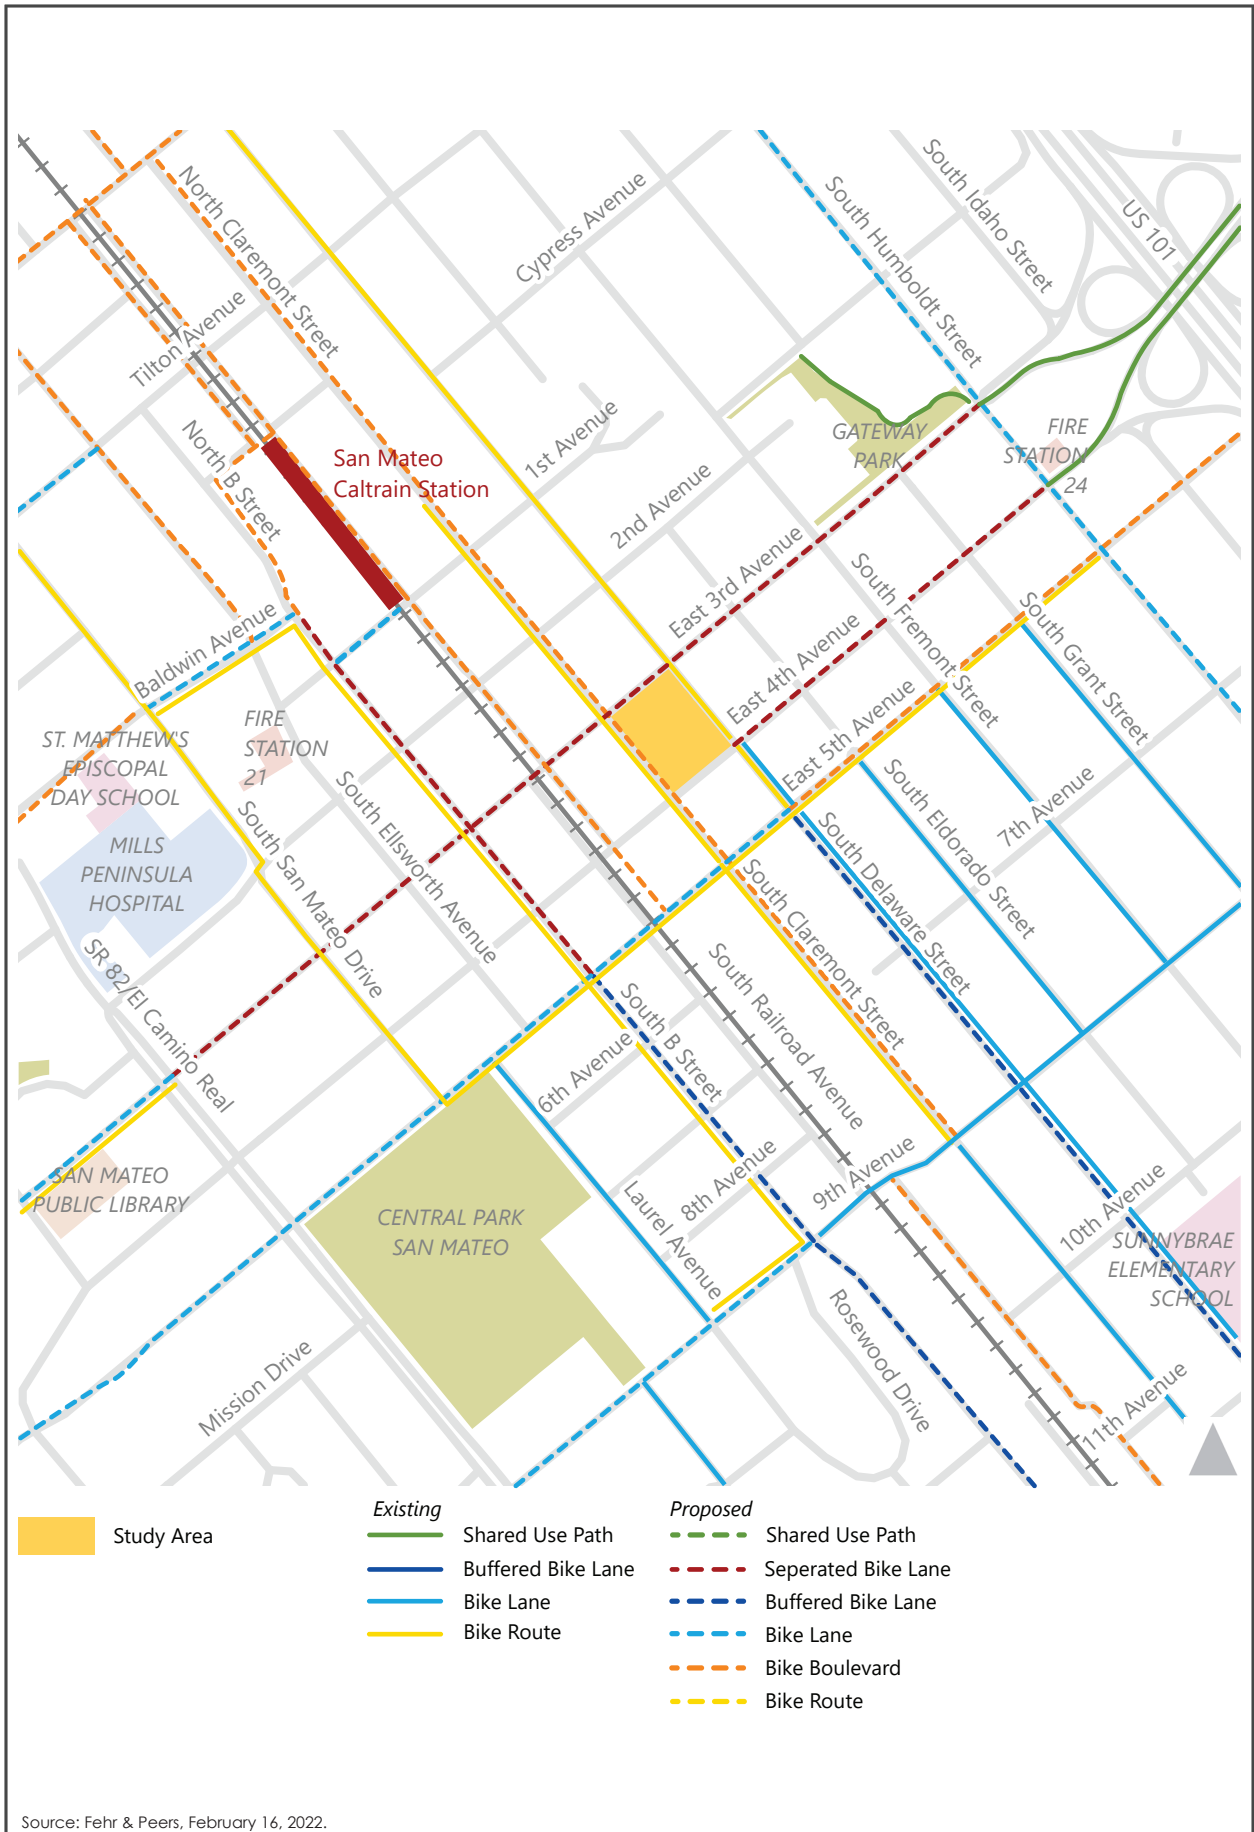 North Claremont Street
Cypress Avenue
South Humboldt Street
South Idaho Street
US 101
Tilton Avenue
North B Street
San Mateo
Caltrain Station
1st Avenue
2nd Avenue
GATEWAY
PARK
FIRE
STATION
24
East 3rd Avenue
East 4th Avenue
East 5th Avenue
South Fremont Street
South Grant Street
Baldwin Avenue
ST. MATTHEW'S
EPISCOPAL
DAY SCHOOL
FIRE
STATION
21
MILLS
PENINSULA
HOSPITAL
South San Mateo Drive
South Ellsworth Avenue
South Eldorado Street
7th Avenue
South Delaware Street
South Claremont Street
South Railroad Avenue
SR 82/El Camino Real
South B Street
6th Avenue
8th Avenue
9th Avenue
10th Avenue
Laurel Avenue
SAN MATEO
PUBLIC LIBRARY
CENTRAL PARK
SAN MATEO
SUNNYBRAE
ELEMENTARY
SCHOOL
Rosewood Drive
Mission Drive
11th Avenue
Study Area
Existing
Shared Use Path
Buffered Bike Lane
Bike Lane
Bike Route
Proposed
Shared Use Path
Seperated Bike Lane
Buffered Bike Lane
Bike Lane
Bike Boulevard
Bike Route
Source: Fehr & Peers, February 16, 2022.